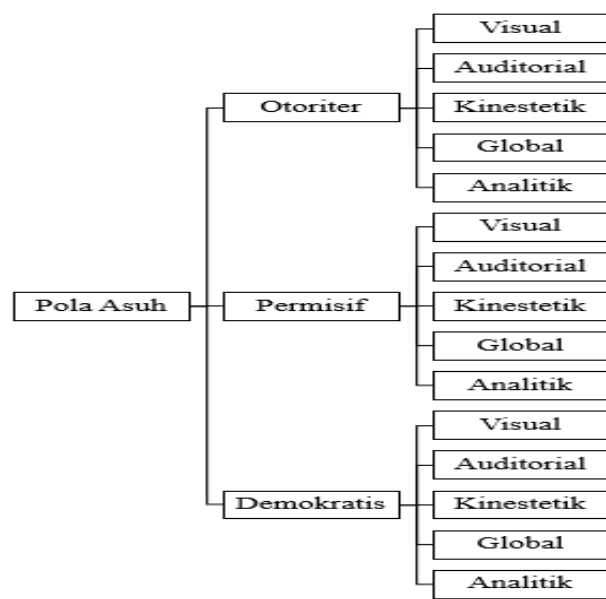 Pola Asuh
Otoriter
Visual
Auditorial
Kinestetik
Global
Analitik
Permisif
Visual
Auditorial
Kinestetik
Global
Analitik
Demokratis
Visual
Auditorial
Kinestetik
Global
Analitik